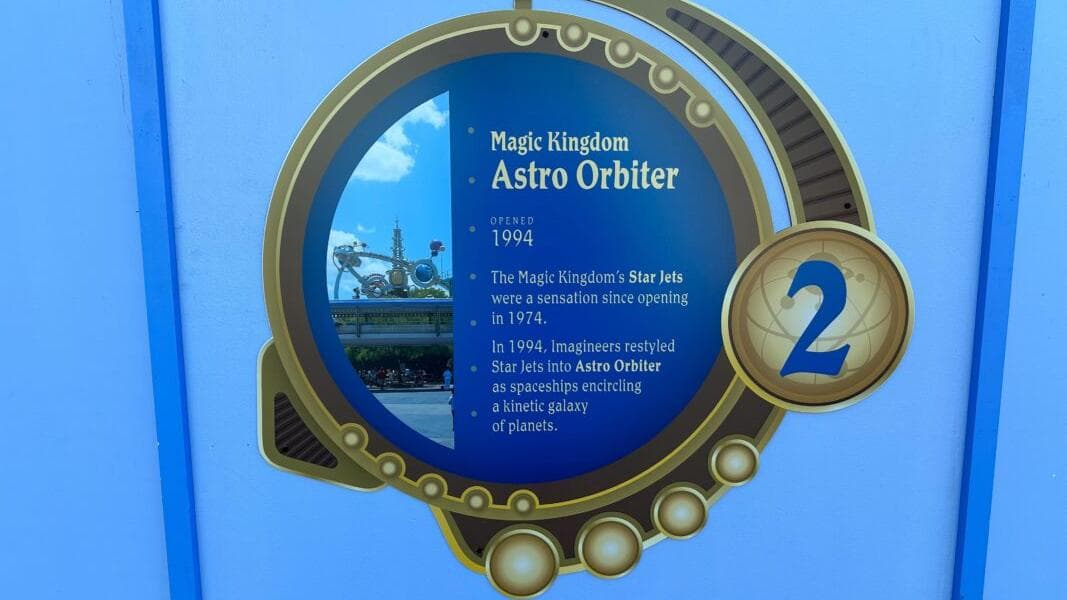 Magic Kingdom
Astro Orbiter
OPENED
1994
The Magic Kingdom's Star Jets
were a sensation since opening
in 1974.
In 1994, Imagineers restyled
Star Jets into Astro Orbiter
as spaceships encircling
a kinetic galaxy
of planets.
2